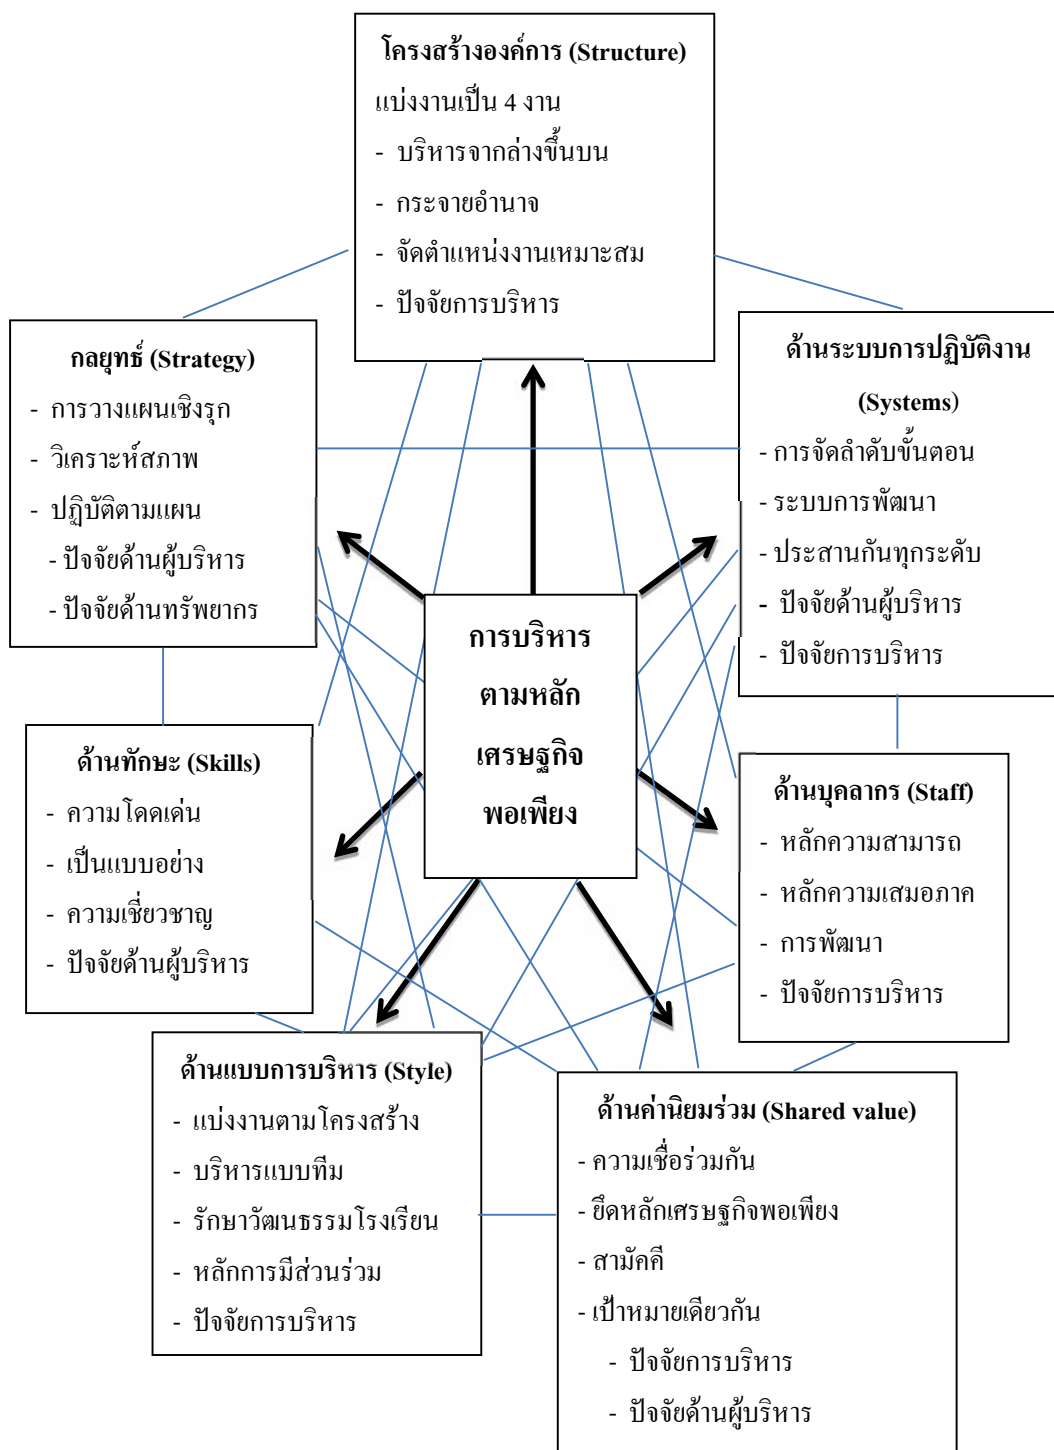 โครงสร้างองค์การ (Structure)
แบ่งงานเป็น 4 งาน
- บริหารจากล่างขึ้นบน
- กระจายอำนาจ
- จัดตำแหน่งงานเหมาะสม
- ปัจจัยการบริหาร
กลยุทธ์ (Strategy)
- การวางแผนเชิงรุก
- วิเคราะห์สภาพ
- ปฏิบัติตามแผน
- ปัจจัยด้านผู้บริหาร
- ปัจจัยด้านทรัพยากร
ด้านระบบการปฏิบัติงาน
(Systems)
- การจัดลำดับขั้นตอน
- ระบบการพัฒนา
- ประสานกันทุกระดับ
- ปัจจัยด้านผู้บริหาร
- ปัจจัยการบริหาร
การบริหาร
ตามหลัก
เศรษฐกิจ
พอเพียง
ด้านทักษะ (Skills)
- ความโดดเด่น
- เป็นแบบอย่าง
- ความเชี่ยวชาญ
- ปัจจัยด้านผู้บริหาร
ด้านบุคลากร (Staff)
- หลักความสามารถ
- หลักความเสมอภาค
- การพัฒนา
- ปัจจัยการบริหาร
ด้านแบบการบริหาร (Style)
- แบ่งงานตามโครงสร้าง
- บริหารแบบทีม
- รักษาวัฒนธรรมโรงเรียน
- หลักการมีส่วนร่วม
- ปัจจัยการบริหาร
ด้านค่านิยมร่วม (Shared value)
- ความเชื่อร่วมกัน
- ยึดหลักเศรษฐกิจพอเพียง
- สามัคคี
- เป้าหมายเดียวกัน
- ปัจจัยการบริหาร
- ปัจจัยด้านผู้บริหาร